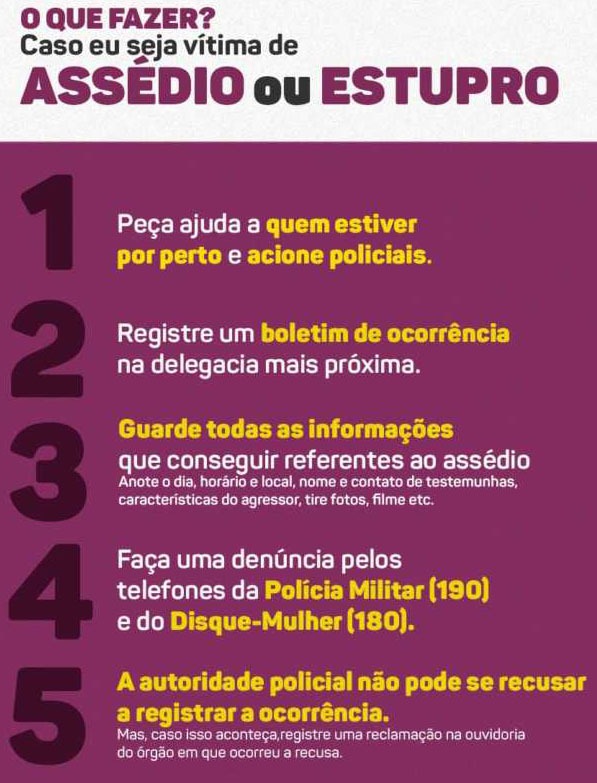 O QUE FAZER?
Caso eu seja vítima de
ASSÉDIO ou ESTUPRO
1
Peça ajuda a quem estiver
por perto e acione policiais.
2
Registre um boletim de ocorrência
na delegacia mais próxima.
3
Guarde todas as informações
que conseguir referentes ao assédio
Anote o dia, horário e local, nome e contato de testemunhas,
características do agressor, tire fotos, filme etc.
4
Faça uma denúncia pelos
telefones da Polícia Militar (190)
e do Disque-Mulher (180).
5
A autoridade policial não pode se recusar
a registrar a ocorrência.
Mas, caso isso aconteça,registre uma reclamação na ouvidoria
do órgão em que ocorreu a recusa.